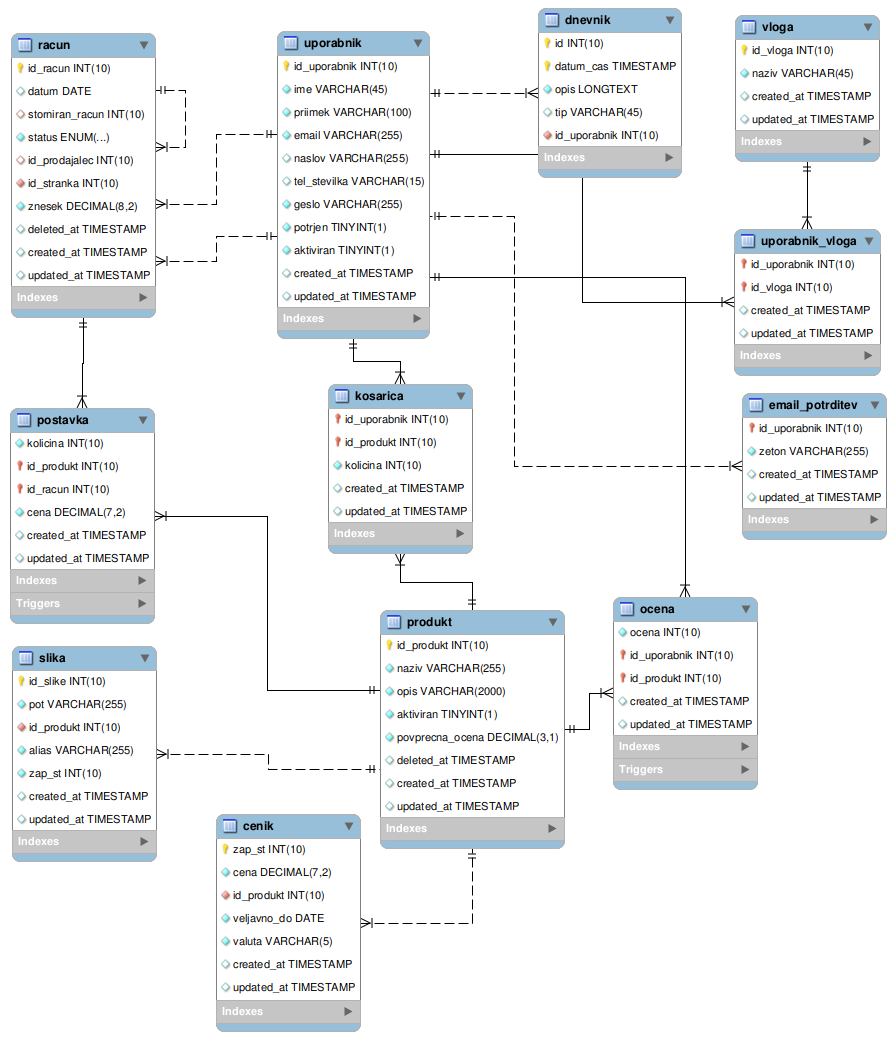 racun
id_racun INT(10)
datum DATE
storniran_racun INT(10)
status ENUM(...)
id_prodajalec INT(10)
id_stranka INT(10)
znesek DECIMAL(8,2)
deleted_at TIMESTAMP
created_at TIMESTAMP
updated_at TIMESTAMP
Indexes
uporabnik
id_uporabnik INT(10)
ime VARCHAR(45)
priimek VARCHAR(100)
email VARCHAR(255)
naslov VARCHAR(255)
tel_stevilka VARCHAR(15)
geslo VARCHAR(255)
potrjen TINYINT(1)
aktiviran TINYINT(1)
created_at TIMESTAMP
updated_at TIMESTAMP
Indexes
dnevnik
id INT(10)
datum_cas TIMESTAMP
opis LONGTEXT
tip VARCHAR(45)
id_uporabnik INT(10)
Indexes
vloga
id_vloga INT(10)
naziv VARCHAR(45)
created_at TIMESTAMP
updated_at TIMESTAMP
Indexes
uporabnik_vloga
id_uporabnik INT(10)
id_vloga INT(10)
created_at TIMESTAMP
updated_at TIMESTAMP
Indexes
postavka
kolicina INT(10)
id_produkt INT(10)
id_racun INT(10)
cena DECIMAL(7,2)
created_at TIMESTAMP
updated_at TIMESTAMP
Indexes
Triggers
kosarica
id_uporabnik INT(10)
id_produkt INT(10)
kolicina INT(10)
created_at TIMESTAMP
updated_at TIMESTAMP
Indexes
email_potrditev
id_uporabnik INT(10)
zeton VARCHAR(255)
created_at TIMESTAMP
updated_at TIMESTAMP
Indexes
slika
id_slike INT(10)
pot VARCHAR(255)
id_produkt INT(10)
alias VARCHAR(255)
zap_st INT(10)
created_at TIMESTAMP
updated_at TIMESTAMP
Indexes
produkt
id_produkt INT(10)
naziv VARCHAR(255)
opis VARCHAR(2000)
aktiviran TINYINT(1)
povprecna_ocena DECIMAL(3,1)
deleted_at TIMESTAMP
created_at TIMESTAMP
updated_at TIMESTAMP
Indexes
ocena
ocena INT(10)
id_uporabnik INT(10)
id_produkt INT(10)
created_at TIMESTAMP
updated_at TIMESTAMP
Indexes
Triggers
cenik
zap_st INT(10)
cena DECIMAL(7,2)
id_produkt INT(10)
veljavno_do DATE
valuta VARCHAR(5)
created_at TIMESTAMP
updated_at TIMESTAMP
Indexes